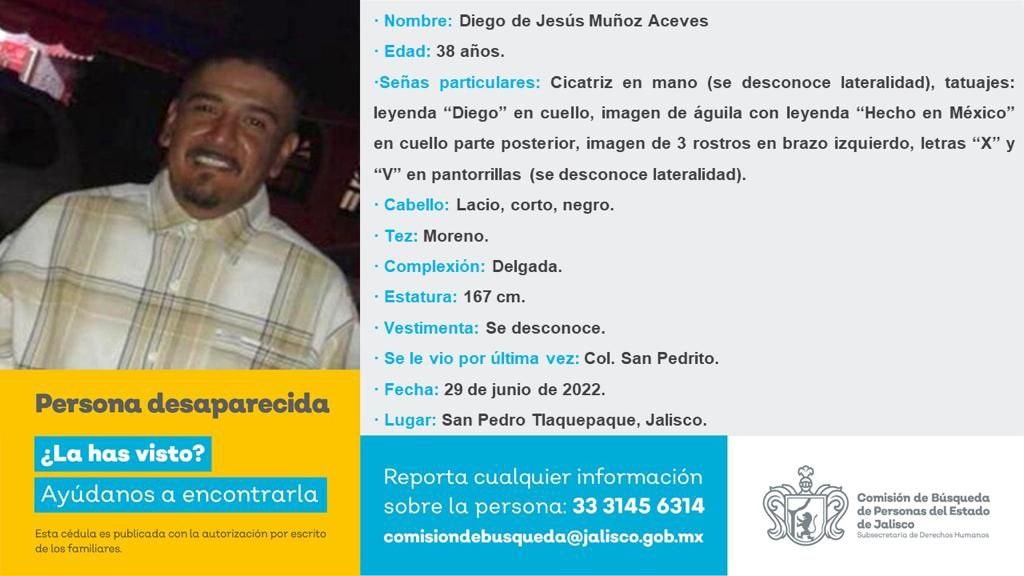 · Nombre: Diego de Jesús Muñoz Aceves
· Edad: 38 años.
·Señas particulares: Cicatriz en mano (se desconoce lateralidad), tatuajes:
leyenda “Diego” en cuello, imagen de águila con leyenda “Hecho en México”
en cuello parte posterior, imagen de 3 rostros en brazo izquierdo, letras “X” y
“V” en pantorrillas (se desconoce lateralidad).
· Cabello: Lacio, corto, negro.
· Tez: Moreno.
· Complexión: Delgada.
· Estatura: 167 cm.
· Vestimenta: Se desconoce.
· Se le vio por última vez: Col. San Pedrito.
· Fecha: 29 de junio de 2022.
· Lugar: San Pedro Tlaquepaque, Jalisco.
Persona desaparecida
¿La has visto?
Ayúdanos a encontrarla
Esta cédula es publicada con la autorización por escrito
de los familiares.
Reporta cualquier información
sobre la persona: 33 3145 6314
comisiondebusqueda@jalisco.gob.mx
Comisión de Búsqueda
de Personas del Estado
de Jalisco
Subsecretaría de Derechos Humanos